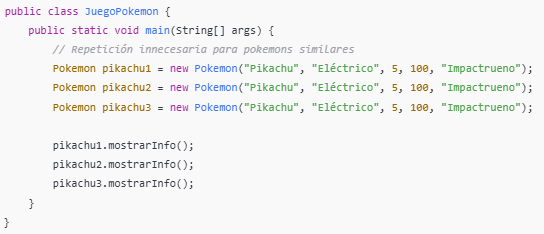 public class JuegoPokemon {
    public static void main(String[] args) {
        // Repetición innecesaria para pokemons similares
        Pokemon pikachu1 = new Pokemon("Pikachu", "Eléctrico", 5, 100, "Impactrueno");
        Pokemon pikachu2 = new Pokemon("Pikachu", "Eléctrico", 5, 100, "Impactrueno");
        Pokemon pikachu3 = new Pokemon("Pikachu", "Eléctrico", 5, 100, "Impactrueno");

        pikachu1.mostrarInfo();
        pikachu2.mostrarInfo();
        pikachu3.mostrarInfo();
    }
}